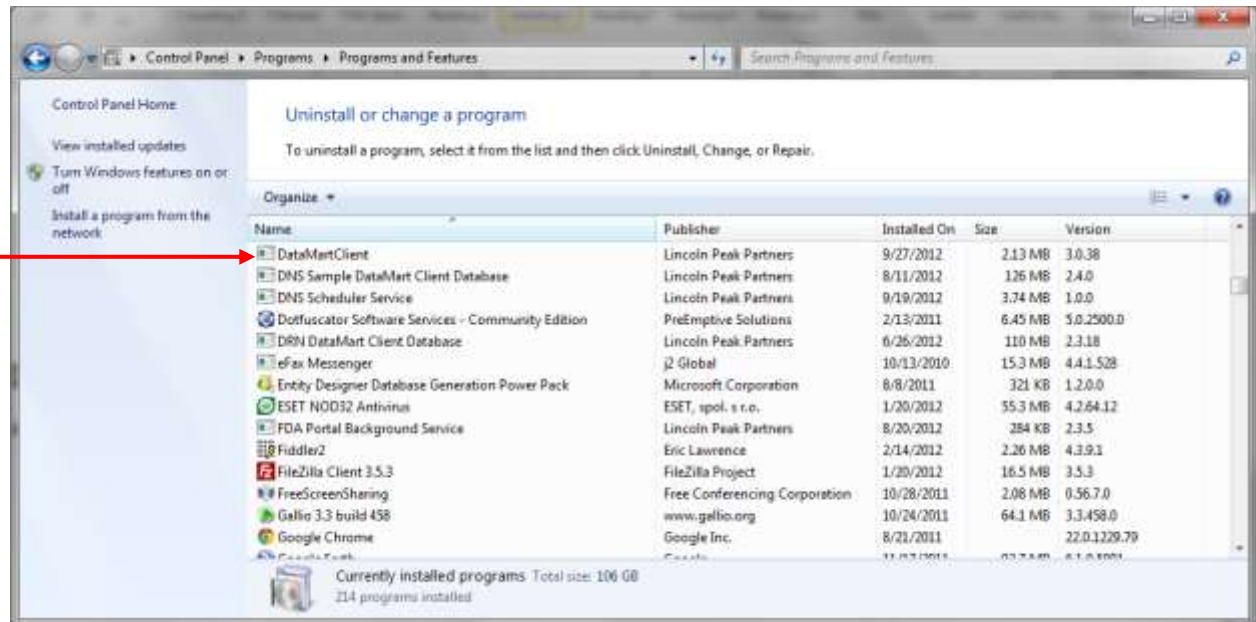 Control Panel ▸ Programs ▸ Programs and Features
Search Programs and Features
Control Panel Home
View installed updates
Turn Windows features on or off
Install a program from the network
Uninstall or change a program
To uninstall a program, select it from the list and then click Uninstall, Change, or Repair.
Organize
Name Publisher Installed On Size Version
DataMartClient Lincoln Peak Partners 9/27/2012 2.13 MB 3.0.38
DNS Sample DataMart Client Database Lincoln Peak Partners 8/11/2012 126 MB 2.4.0
DNS Scheduler Service Lincoln Peak Partners 9/19/2012 3.74 MB 1.0.0
Dotfuscator Software Services - Community Edition PreEmptive Solutions 2/13/2011 6.45 MB 5.0.2500.0
DRN DataMart Client Database Lincoln Peak Partners 6/26/2012 110 MB 2.3.18
eFax Messenger j2 Global 10/13/2010 15.3 MB 4.4.1.528
Entity Designer Database Generation Power Pack Microsoft Corporation 8/8/2011 321 KB 1.2.0.0
ESET NOD32 Antivirus ESET, spol. s r.o. 1/20/2012 55.3 MB 4.2.64.12
FDA Portal Background Service Lincoln Peak Partners 8/20/2012 284 KB 2.3.5
Fiddler2 Eric Lawrence 2/14/2012 2.26 MB 4.3.9.1
FileZilla Client 3.5.3 FileZilla Project 1/20/2012 16.5 MB 3.5.3
FreeScreenSharing Free Conferencing Corporation 10/28/2011 2.08 MB 0.56.7.0
Gallio 3.3 build 458 www.gallio.org 10/24/2011 64.1 MB 3.3.458.0
Google Chrome Google Inc. 8/21/2011 22.0.1229.79
Currently installed programs Total size: 106 GB
214 programs installed